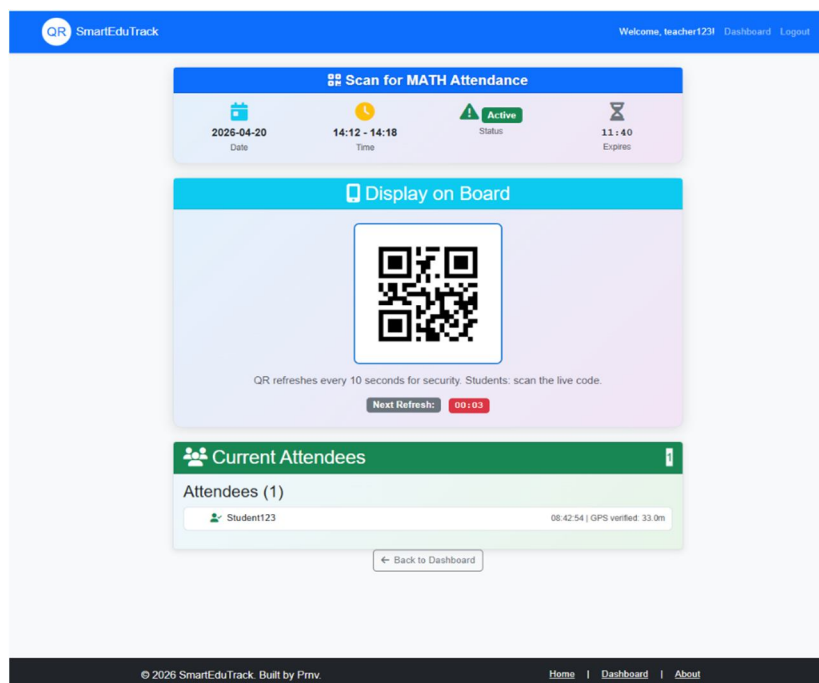 QR SmartEduTrack
Welcome, teacher123! Dashboard Logout
Scan for MATH Attendance
2026-04-20
Date
14:12 - 14:18
Time
Active
Status
11:40
Expires
Display on Board
QR refreshes every 10 seconds for security. Students: scan the live code.
Next Refresh: 00:03
Current Attendees 1
Attendees (1)
Student123 08:42:54 | GPS verified: 33.0m
← Back to Dashboard
© 2026 SmartEduTrack. Built by Prnv. Home | Dashboard | About